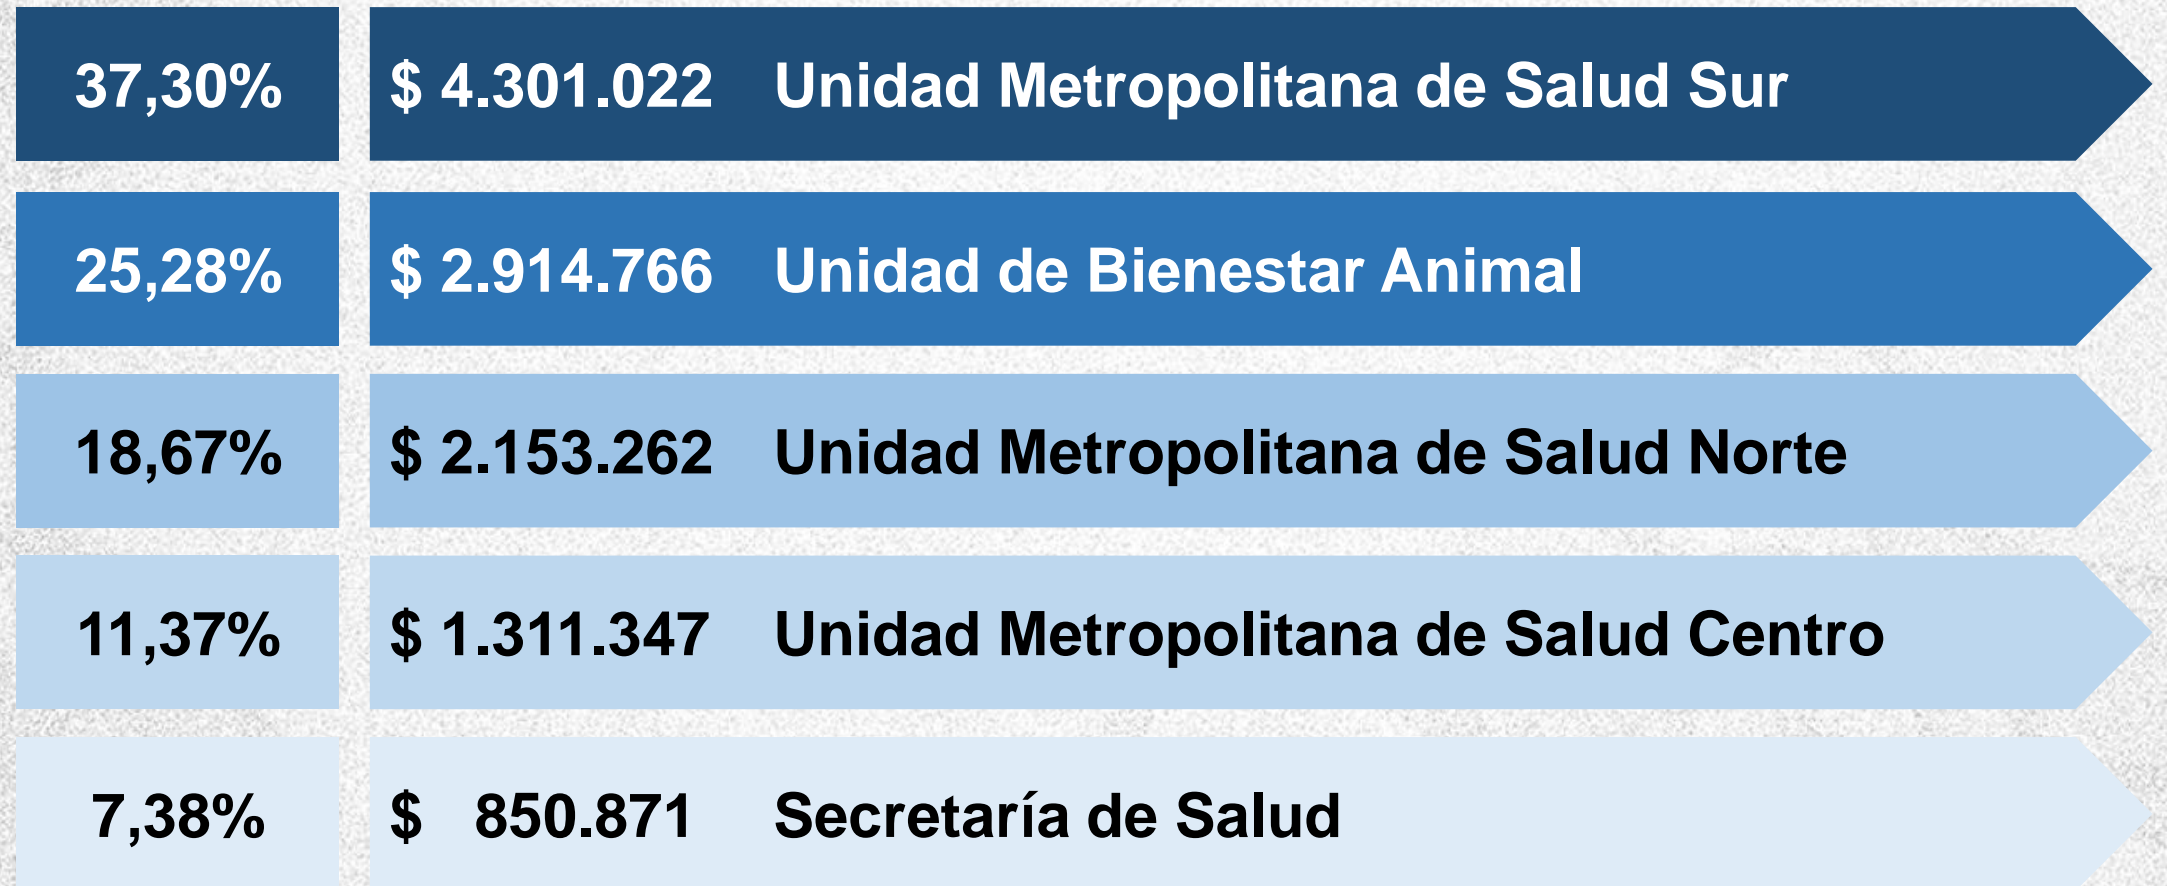 37,30% $ 4.301.022 Unidad Metropolitana de Salud Sur
25,28% $ 2.914.766 Unidad de Bienestar Animal
18,67% $ 2.153.262 Unidad Metropolitana de Salud Norte
11,37% $ 1.311.347 Unidad Metropolitana de Salud Centro
7,38% $ 850.871 Secretaría de Salud